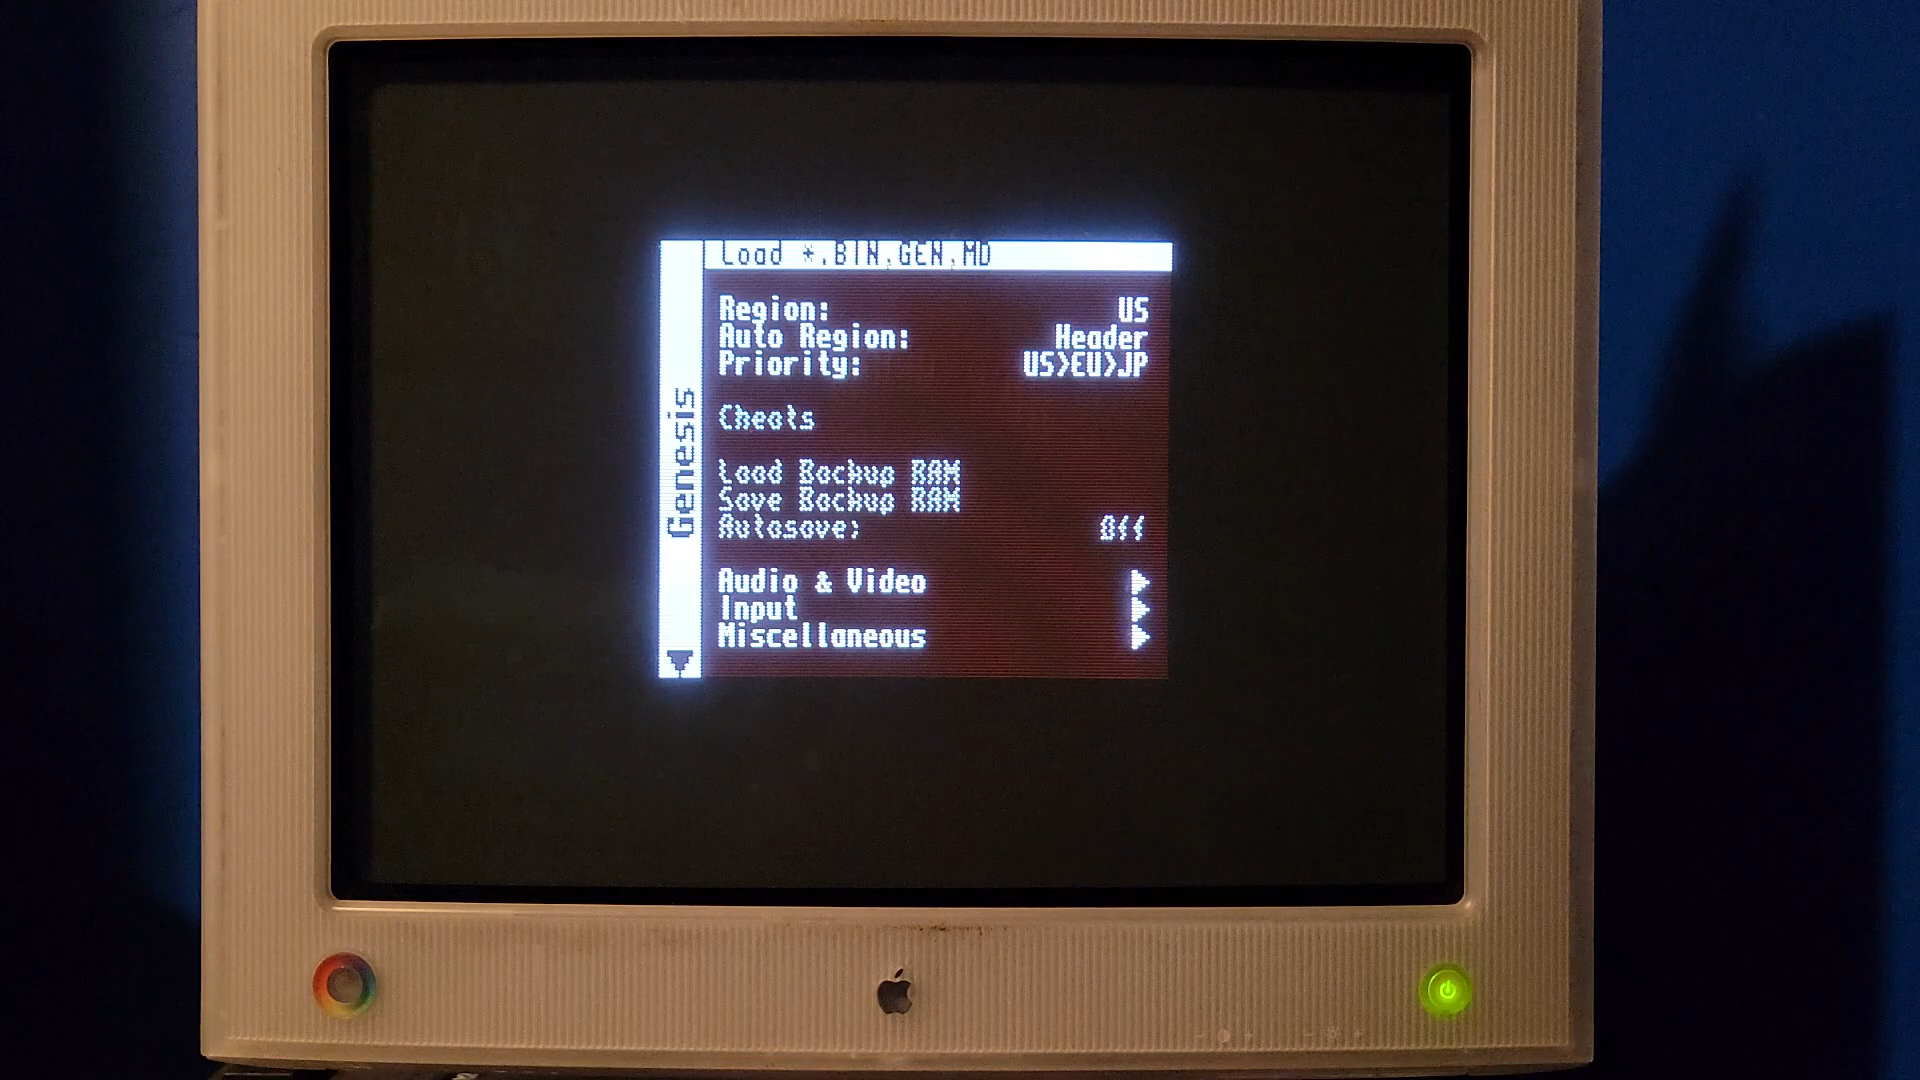 Load *.BIN,GEN,MD
Region: US
Auto Region: Header
Priority: US>EU>JP
Cheats
Load Backup RAM
Save Backup RAM
Autosave: Off
Audio & Video
Input
Miscellaneous
Genesis